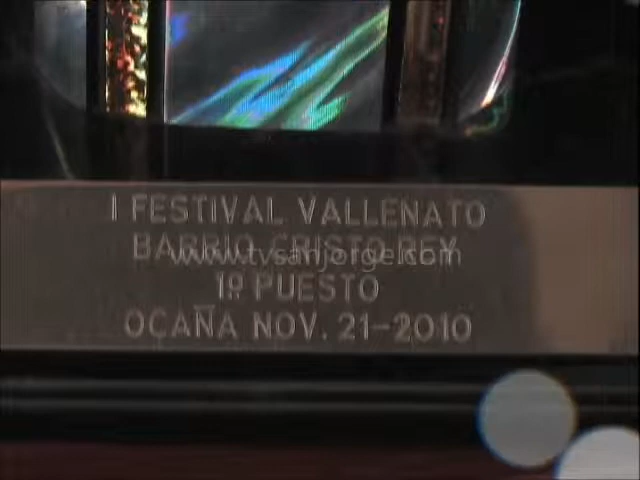 I FESTIVAL VALLENATO
BARRIO CRISTO REY
www.tvsanjorge.com
1º PUESTO
OCAÑA NOV. 21-2010